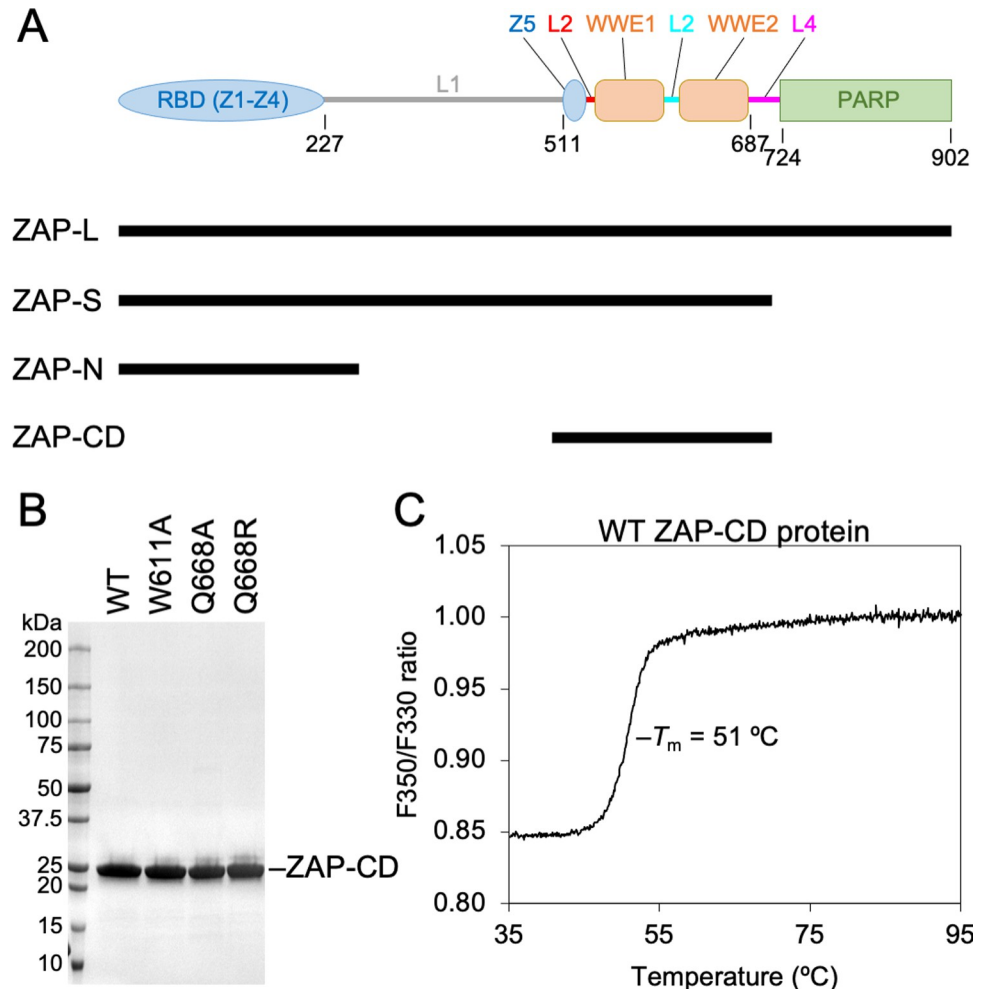 A
Z5 L2 WWE1 L2 WWE2 L4
RBD (Z1-Z4) L1 PARP
227 511 687 724 902
ZAP-L
ZAP-S
ZAP-N
ZAP-CD
B
WT W611A Q668A Q668R
kDa
200
150
100
75
50
37.5
25
20
15
10
–ZAP-CD
C
WT ZAP-CD protein
F350/F330 ratio
1.05
1.00
0.95
0.90
0.85
0.80
–Tm = 51 ºC
35 55 75 95
Temperature (ºC)